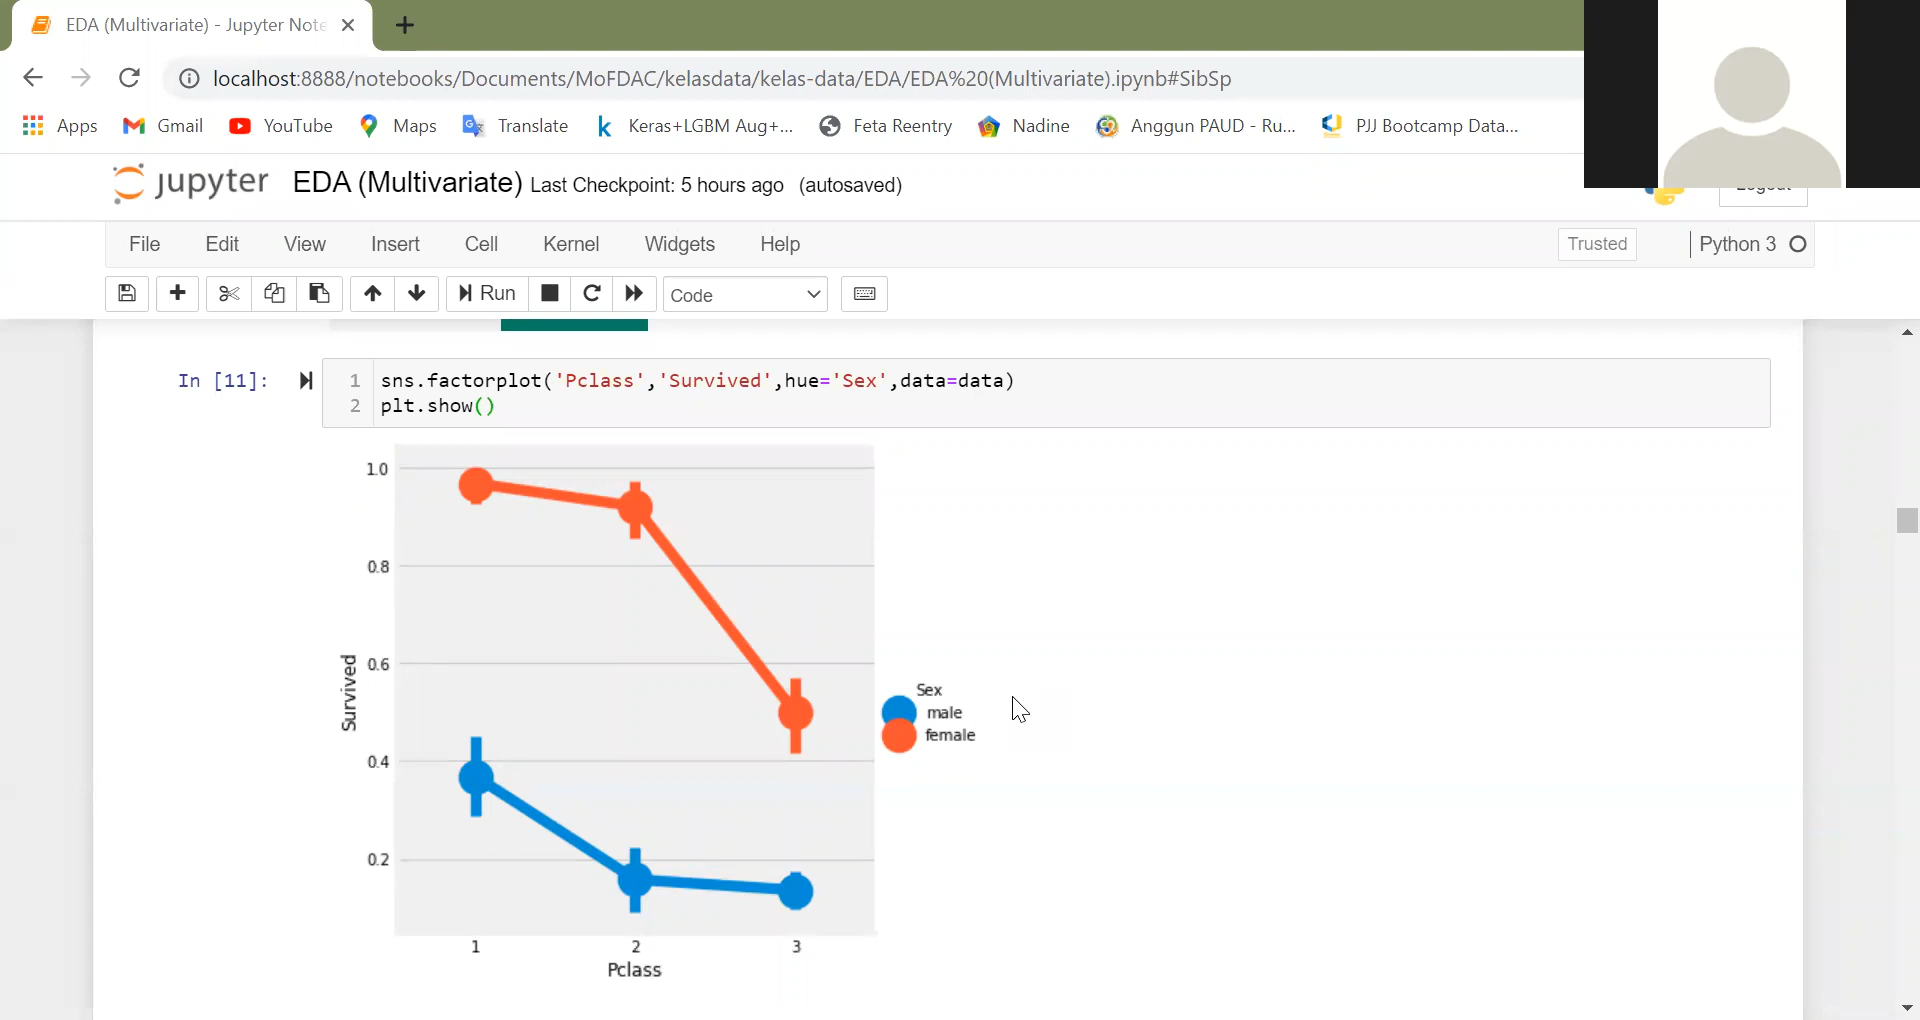 EDA (Multivariate) - Jupyter Note
localhost:8888/notebooks/Documents/MoFDAC/kelasdata/kelas-data/EDA/EDA%20(Multivariate).ipynb#SibSp
Apps Gmail YouTube Maps Translate Keras+LGBM Aug+... Feta Reentry Nadine Anggun PAUD - Ru... PJJ Bootcamp Data...
jupyter EDA (Multivariate) Last Checkpoint: 5 hours ago (autosaved) Logout
File Edit View Insert Cell Kernel Widgets Help Trusted Python 3
Run Code
In [11]: 1 sns.factorplot('Pclass','Survived',hue='Sex',data=data)
2 plt.show()
1.0
0.8
0.6
0.4
0.2
Survived
Sex
male
female
1 2 3
Pclass